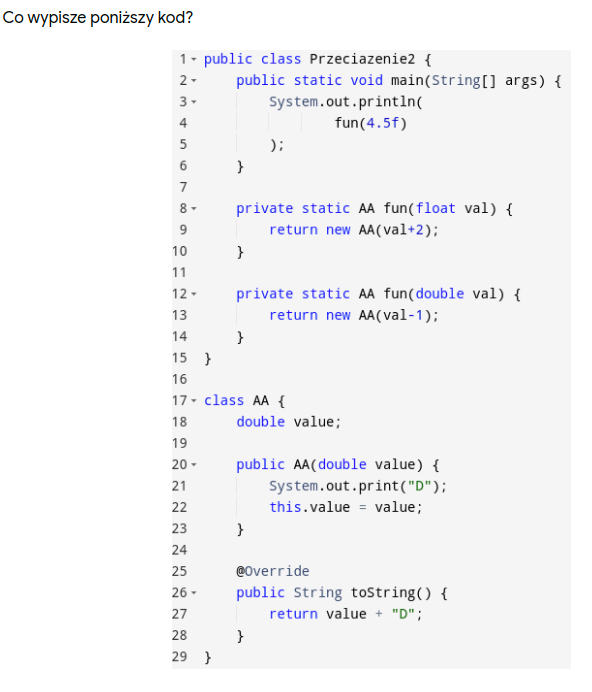 Co wypisze poniższy kod?
1 public class Przeciazenie2 {
2     public static void main(String[] args) {
3         System.out.println(
4                 fun(4.5f)
5         );
6     }
7
8     private static AA fun(float val) {
9         return new AA(val+2);
10     }
11
12     private static AA fun(double val) {
13         return new AA(val-1);
14     }
15 }
16
17 class AA {
18     double value;
19
20     public AA(double value) {
21         System.out.print("D");
22         this.value = value;
23     }
24
25     @Override
26     public String toString() {
27         return value + "D";
28     }
29 }